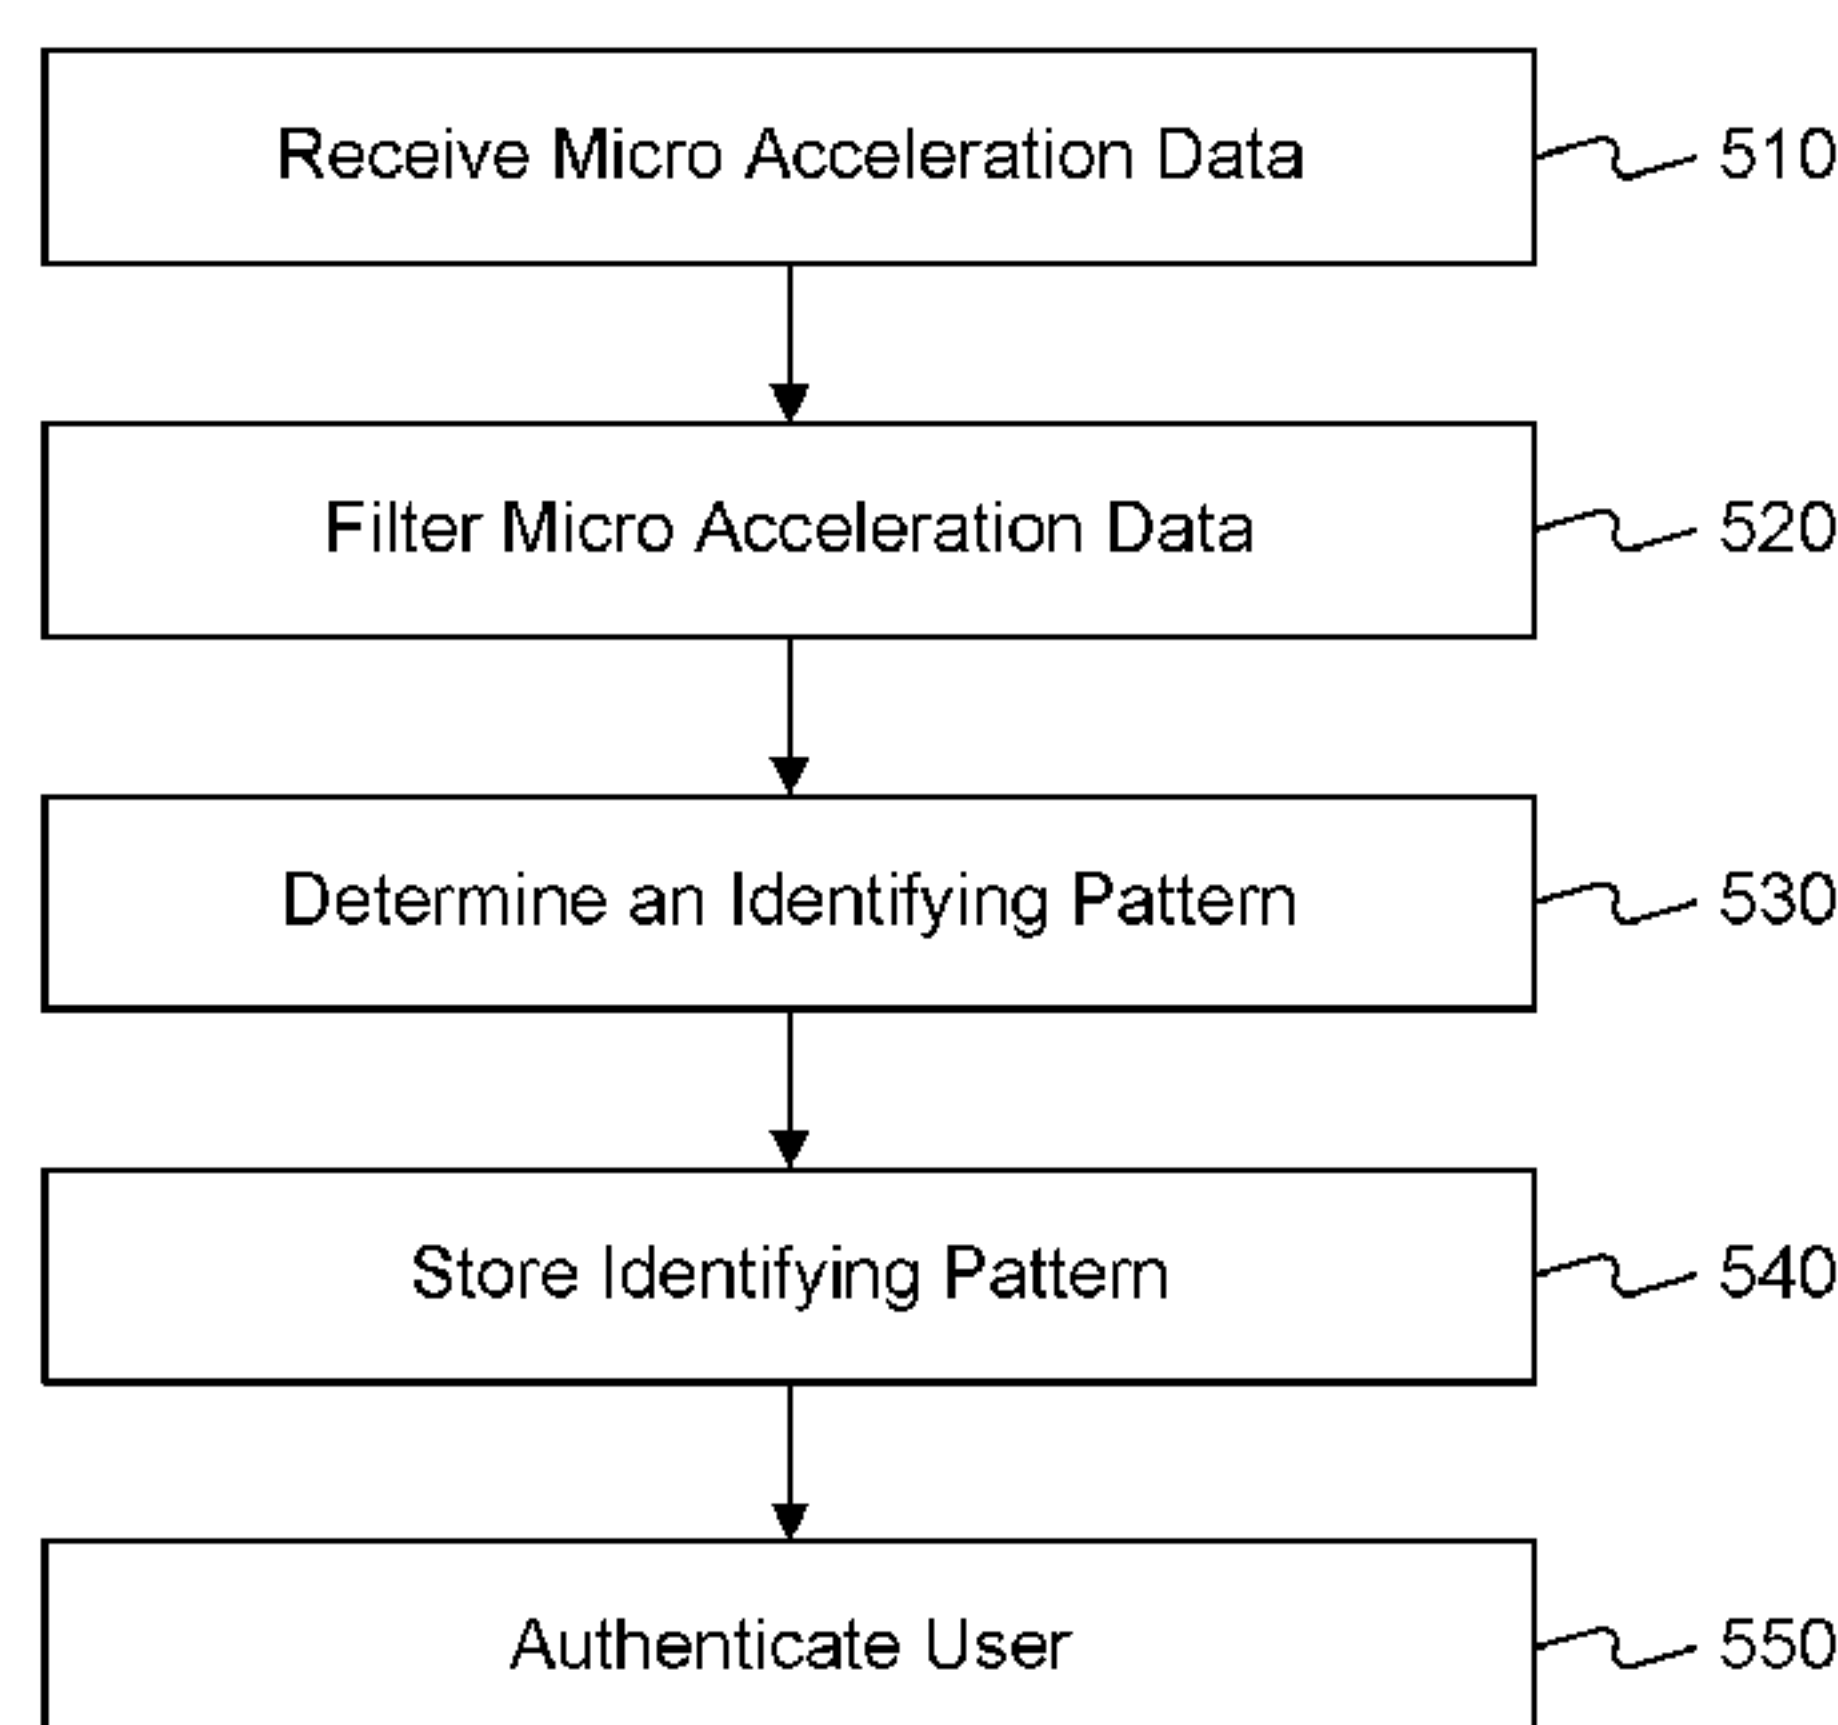 Receive Micro Acceleration Data 510
Filter Micro Acceleration Data 520
Determine an Identifying Pattern 530
Store Identifying Pattern 540
Authenticate User 550